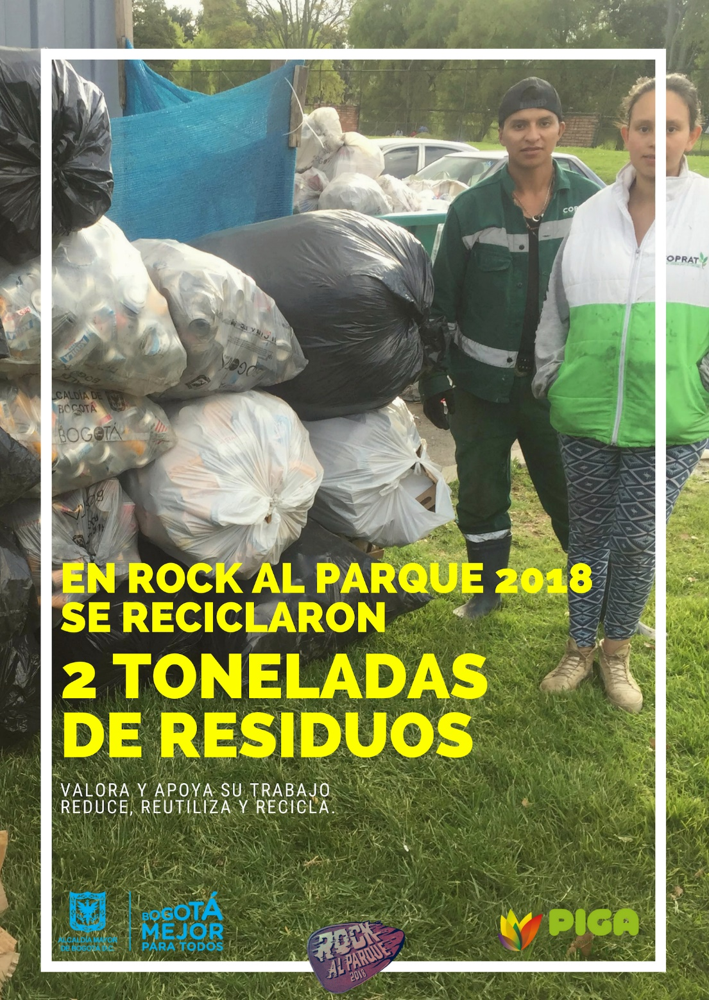 COP
OPRAT
ALCALDÍA DE
BOGOTÁ
BOGOTÁ
EN ROCK AL PARQUE 2018
SE RECICLARON
2 TONELADAS
DE RESIDUOS
VALORA Y APOYA SU TRABAJO
REDUCE, REUTILIZA Y RECICLA.
ALCALDÍA MAYOR
DE BOGOTÁ D.C.
BOGOTÁ
MEJOR
PARA TODOS
ROCK
AL PARQUE
2018
PIGA